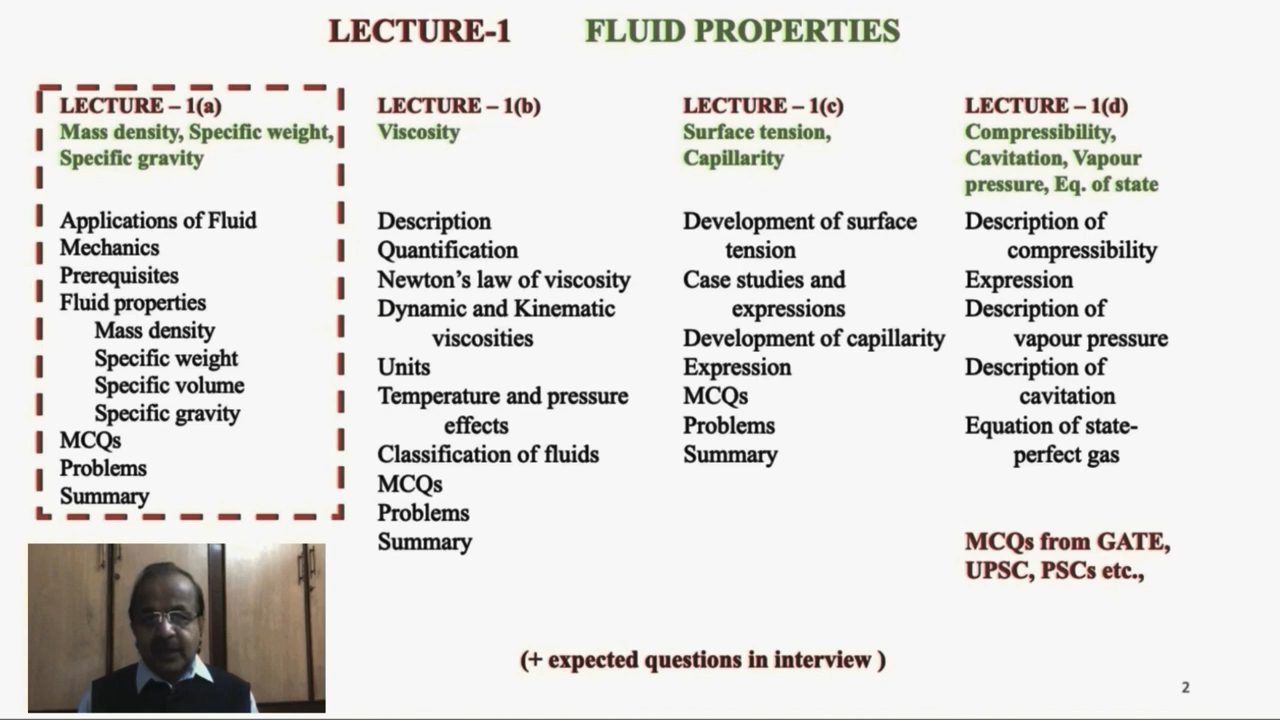 LECTURE-1 FLUID PROPERTIES
LECTURE – 1(a)
Mass density, Specific weight,
Specific gravity
Applications of Fluid
Mechanics
Prerequisites
Fluid properties
Mass density
Specific weight
Specific volume
Specific gravity
MCQs
Problems
Summary
LECTURE – 1(b)
Viscosity
Description
Quantification
Newton’s law of viscosity
Dynamic and Kinematic
viscosities
Units
Temperature and pressure
effects
Classification of fluids
MCQs
Problems
Summary
LECTURE – 1(c)
Surface tension,
Capillarity
Development of surface
tension
Case studies and
expressions
Development of capillarity
Expression
MCQs
Problems
Summary
LECTURE – 1(d)
Compressibility,
Cavitation, Vapour
pressure, Eq. of state
Description of
compressibility
Expression
Description of
vapour pressure
Description of
cavitation
Equation of state-
perfect gas
MCQs from GATE,
UPSC, PSCs etc.,
(+ expected questions in interview )
2